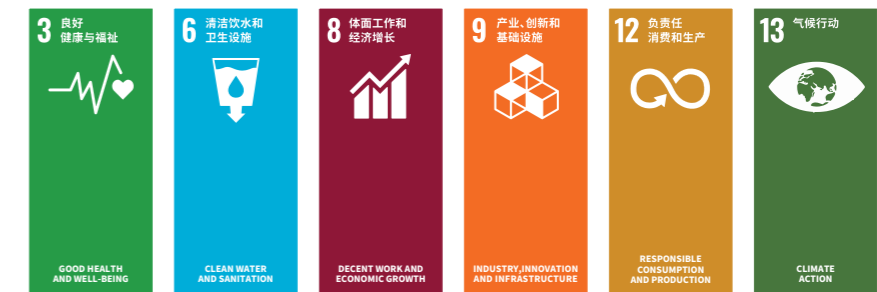 3 良好
健康与福祉
GOOD HEALTH
AND WELL-BEING
6 清洁饮水和
卫生设施
CLEAN WATER
AND SANITATION
8 体面工作和
经济增长
DECENT WORK AND
ECONOMIC GROWTH
9 产业、创新和
基础设施
INDUSTRY,INNOVATION
AND INFRASTRUCTURE
12 负责任
消费和生产
RESPONSIBLE
CONSUMPTION
AND PRODUCTION
13 气候行动
CLIMATE
ACTION